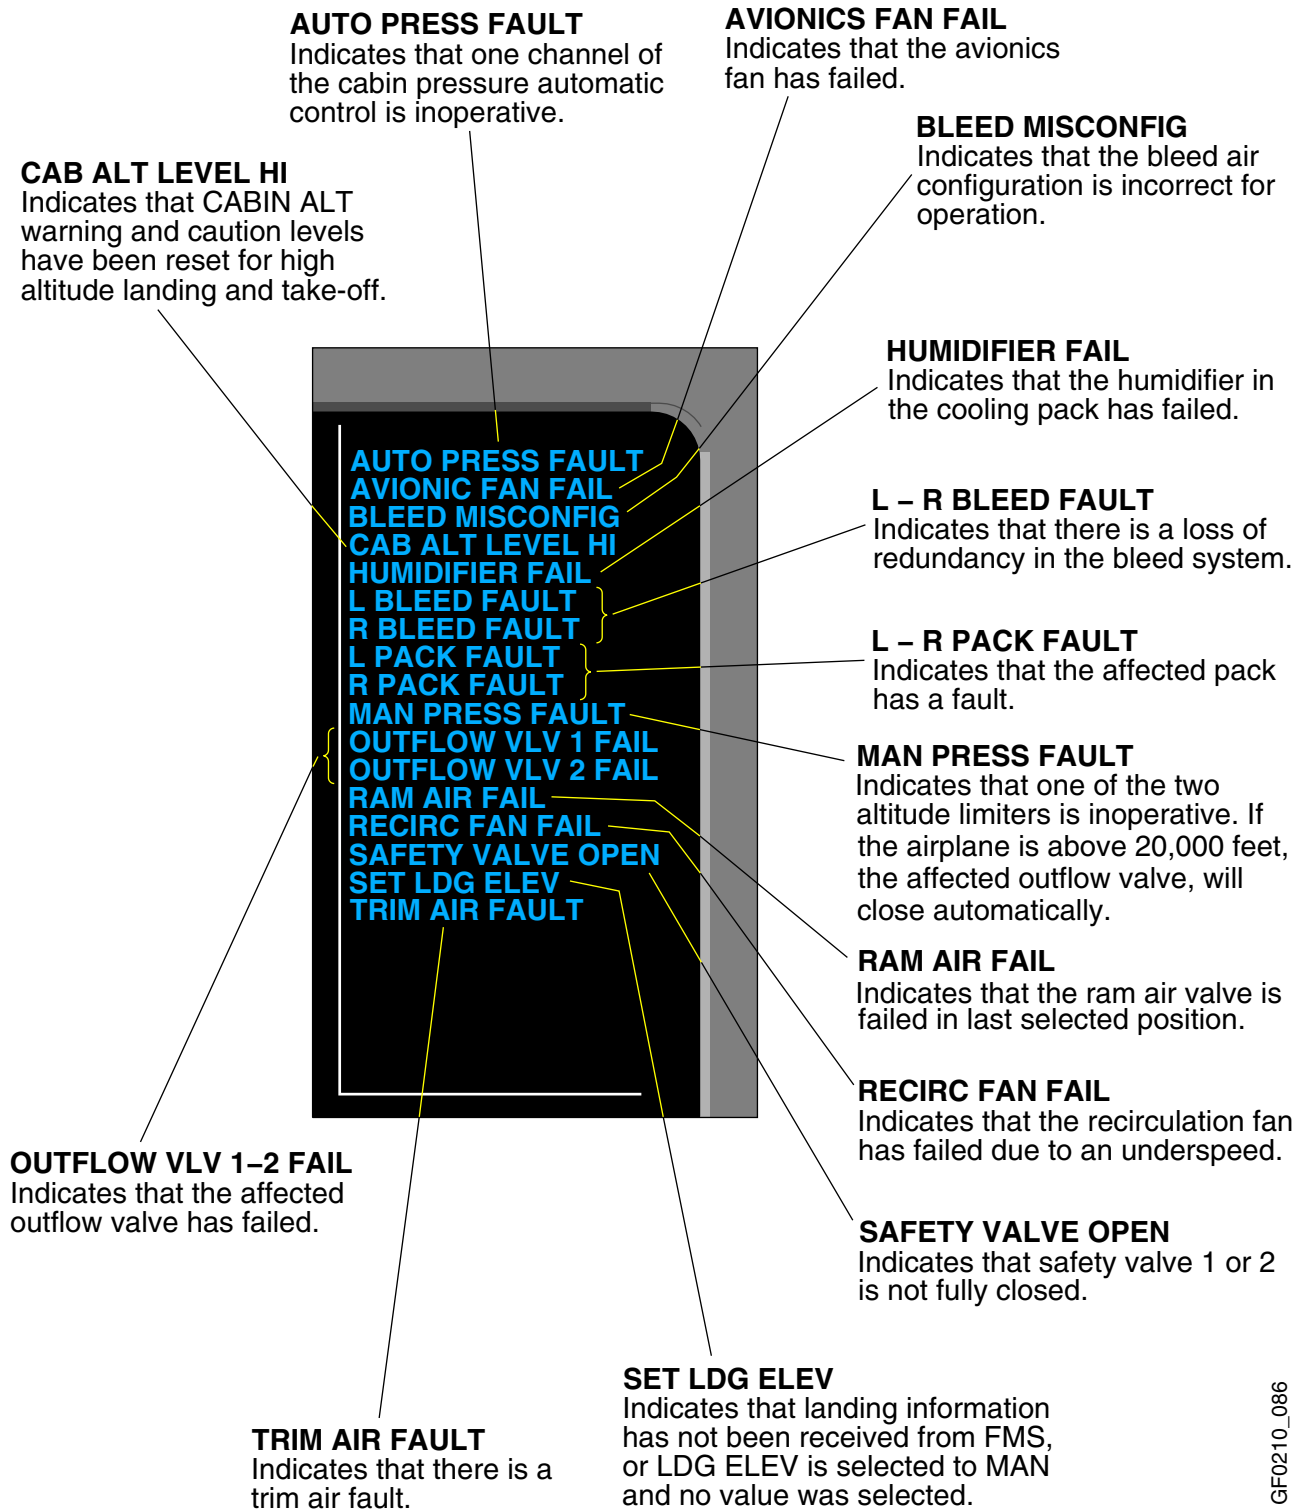 AUTO PRESS FAULT
Indicates that one channel of
the cabin pressure automatic
control is inoperative.
AVIONICS FAN FAIL
Indicates that the avionics
fan has failed.
BLEED MISCONFIG
Indicates that the bleed air
configuration is incorrect for
operation.
CAB ALT LEVEL HI
Indicates that CABIN ALT
warning and caution levels
have been reset for high
altitude landing and take-off.
HUMIDIFIER FAIL
Indicates that the humidifier in
the cooling pack has failed.
AUTO PRESS FAULT
AVIONIC FAN FAIL
BLEED MISCONFIG
CAB ALT LEVEL HI
HUMIDIFIER FAIL
L BLEED FAULT
R BLEED FAULT
L PACK FAULT
R PACK FAULT
MAN PRESS FAULT
OUTFLOW VLV 1 FAIL
OUTFLOW VLV 2 FAIL
RAM AIR FAIL
RECIRC FAN FAIL
SAFETY VALVE OPEN
SET LDG ELEV
TRIM AIR FAULT
L – R BLEED FAULT
Indicates that there is a loss of
redundancy in the bleed system.
L – R PACK FAULT
Indicates that the affected pack
has a fault.
MAN PRESS FAULT
Indicates that one of the two
altitude limiters is inoperative. If
the airplane is above 20,000 feet,
the affected outflow valve, will
close automatically.
RAM AIR FAIL
Indicates that the ram air valve is
failed in last selected position.
RECIRC FAN FAIL
Indicates that the recirculation fan
has failed due to an underspeed.
OUTFLOW VLV 1–2 FAIL
Indicates that the affected
outflow valve has failed.
SAFETY VALVE OPEN
Indicates that safety valve 1 or 2
is not fully closed.
SET LDG ELEV
Indicates that landing information
has not been received from FMS,
or LDG ELEV is selected to MAN
and no value was selected.
TRIM AIR FAULT
Indicates that there is a
trim air fault.
GF0210_086